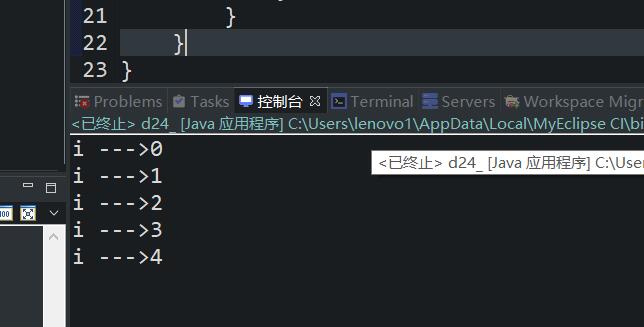 21 }
22 }
23 }
Problems Tasks 控制台 Terminal Servers Workspace Migr
<已终止> d24_ [Java 应用程序] C:\Users\lenovo1\AppData\Local\MyEclipse CI\bi
i --->0
<已终止> d24_ [Java 应用程序] C:\User
i --->1
i --->2
i --->3
i --->4